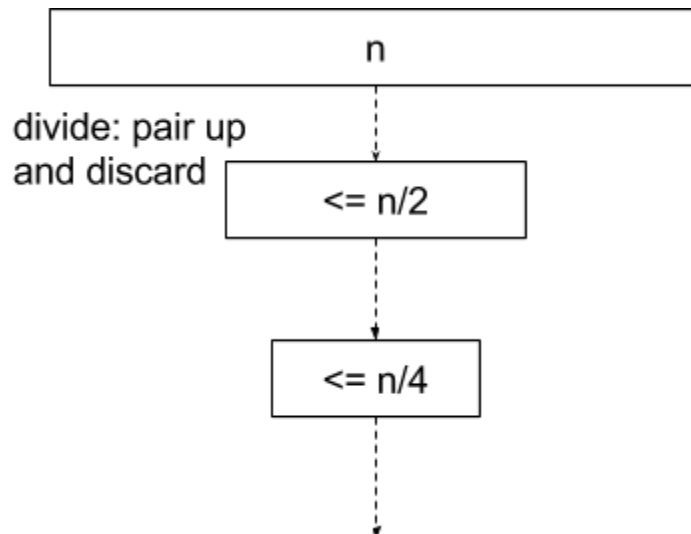 n
divide: pair up
and discard
<= n/2
<= n/4